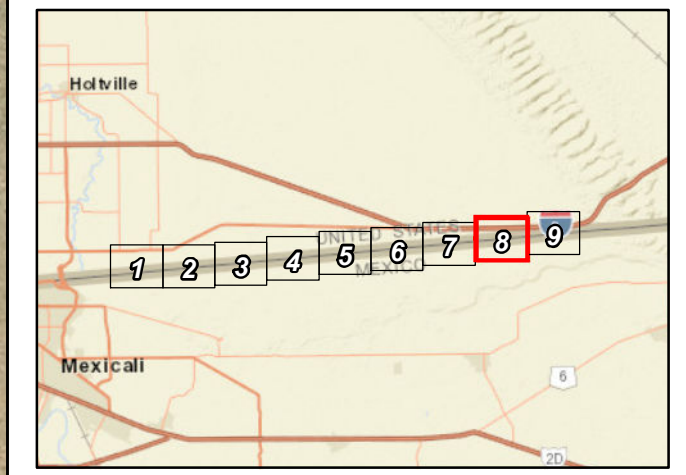 Holtville
UNITED STATES
MEXICO
1 2 3 4 5 6 7 8 9
Mexicali
6
2D